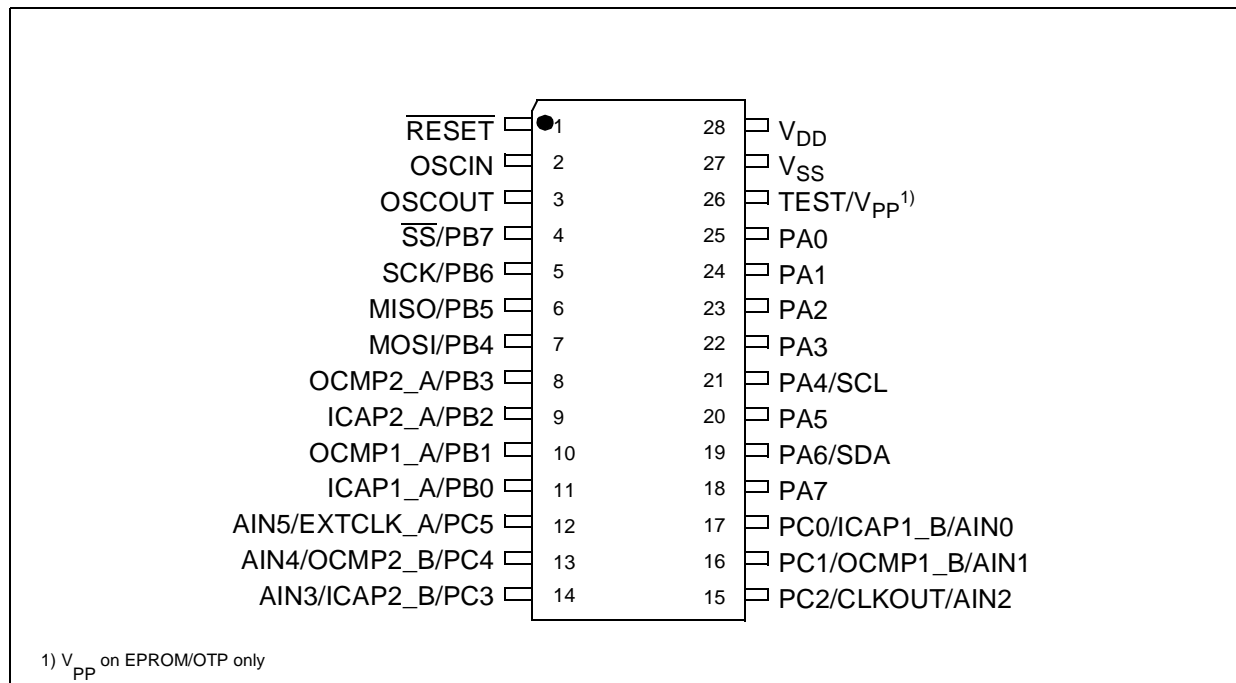 RESET 1 28 VDD
OSCIN 2 27 VSS
OSCOUT 3 26 TEST/VPP1)
SS/PB7 4 25 PA0
SCK/PB6 5 24 PA1
MISO/PB5 6 23 PA2
MOSI/PB4 7 22 PA3
OCMP2_A/PB3 8 21 PA4/SCL
ICAP2_A/PB2 9 20 PA5
OCMP1_A/PB1 10 19 PA6/SDA
ICAP1_A/PB0 11 18 PA7
AIN5/EXTCLK_A/PC5 12 17 PC0/ICAP1_B/AIN0
AIN4/OCMP2_B/PC4 13 16 PC1/OCMP1_B/AIN1
AIN3/ICAP2_B/PC3 14 15 PC2/CLKOUT/AIN2
1) VPP on EPROM/OTP only